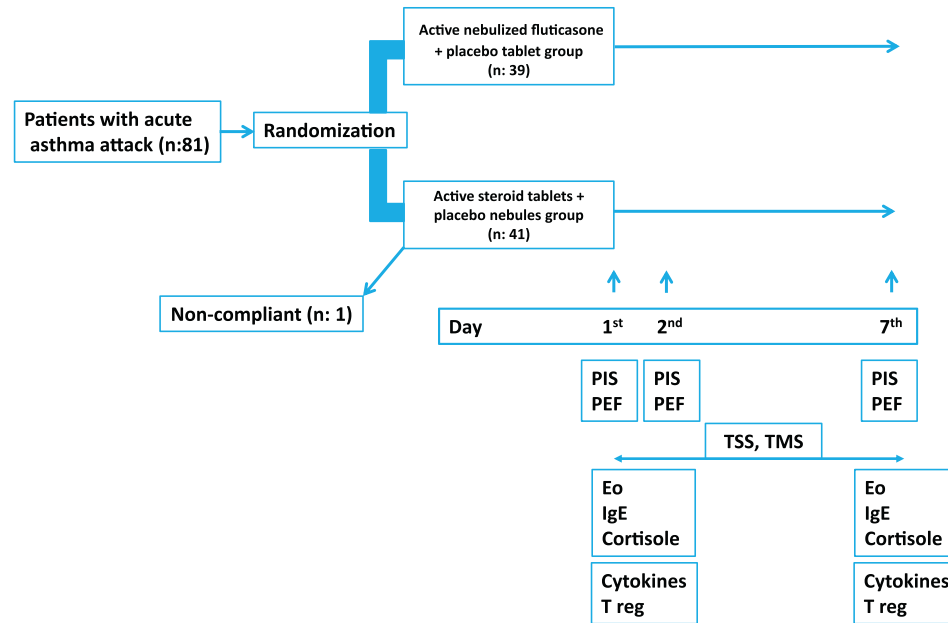 Active nebulized fluticasone
+ placebo tablet group
(n: 39)
Patients with acute
asthma attack (n:81)
Randomization
Active steroid tablets +
placebo nebules group
(n: 41)
Non-compliant (n: 1)
Day 1st 2nd 7th
PIS
PEF
PIS
PEF
PIS
PEF
TSS, TMS
Eo
IgE
Cortisole
Eo
IgE
Cortisole
Cytokines
T reg
Cytokines
T reg